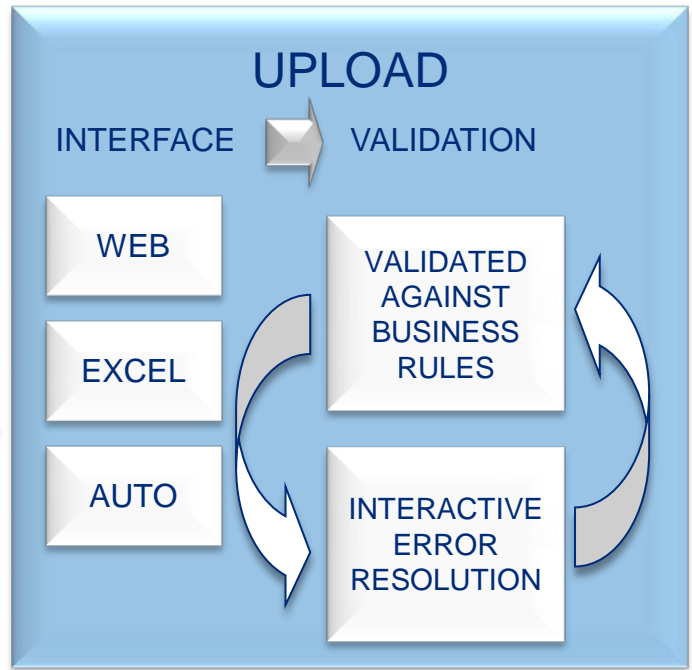 UPLOAD
INTERFACE
VALIDATION
WEB
EXCEL
AUTO
VALIDATED
AGAINST
BUSINESS
RULES
INTERACTIVE
ERROR
RESOLUTION